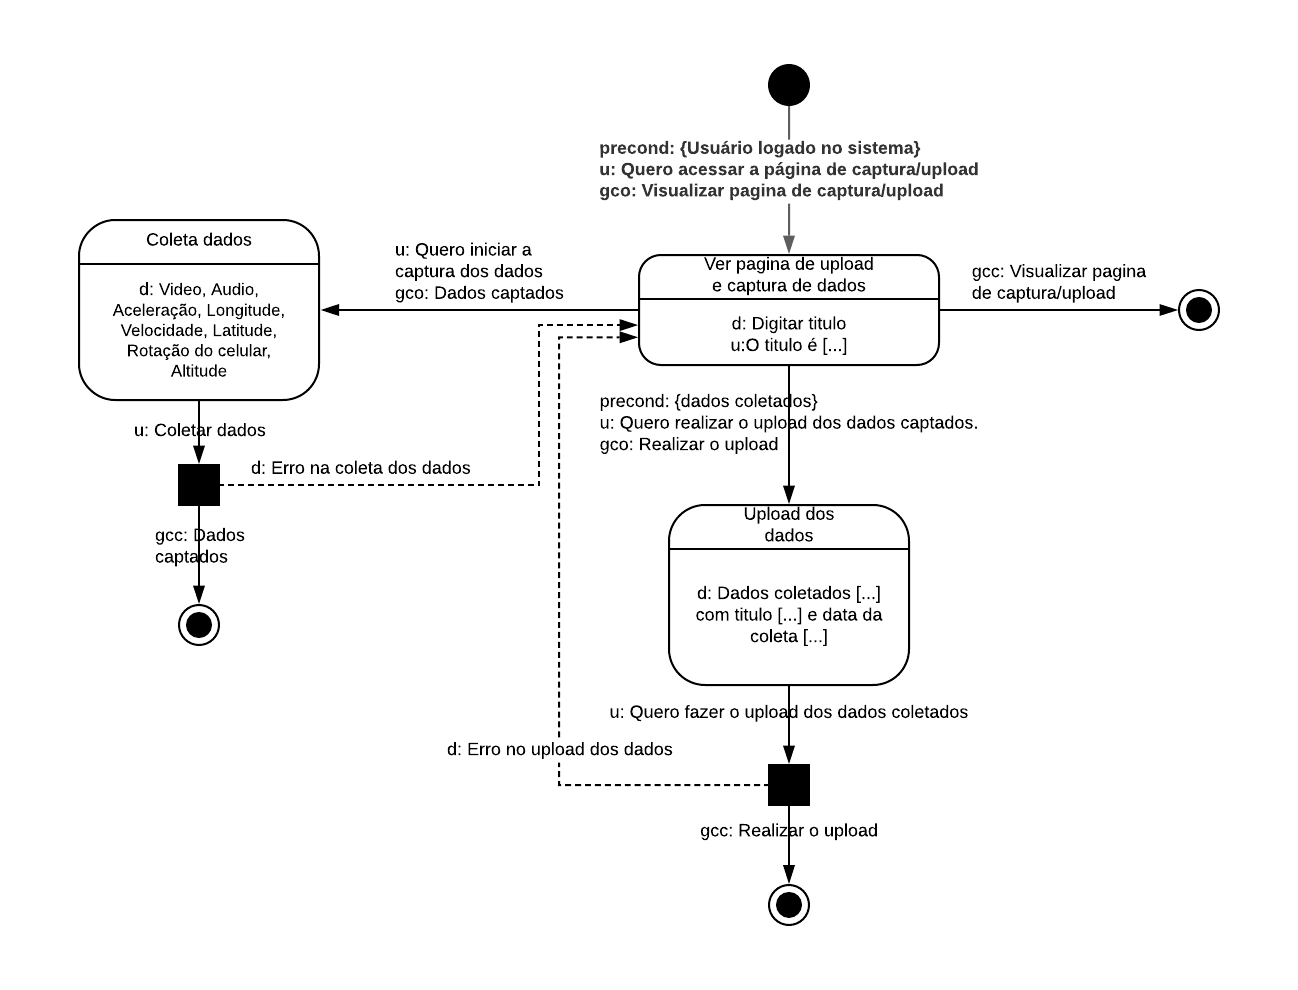 precond: {Usuário logado no sistema}
u: Quero acessar a página de captura/upload
gco: Visualizar pagina de captura/upload
Coleta dados
d: Video, Audio,
Aceleração, Longitude,
Velocidade, Latitude,
Rotação do celular,
Altitude
u: Quero iniciar a
captura dos dados
gco: Dados captados
Ver pagina de upload
e captura de dados
d: Digitar titulo
u:O titulo é [...]
gcc: Visualizar pagina
de captura/upload
u: Coletar dados
d: Erro na coleta dos dados
gcc: Dados
captados
precond: {dados coletados}
u: Quero realizar o upload dos dados captados.
gco: Realizar o upload
Upload dos
dados
d: Dados coletados [...]
com titulo [...] e data da
coleta [...]
u: Quero fazer o upload dos dados coletados
d: Erro no upload dos dados
gcc: Realizar o upload